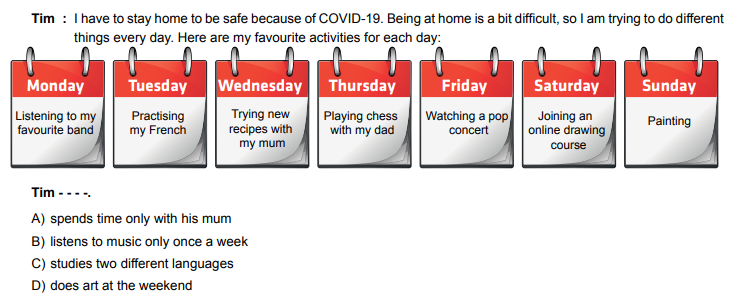 Tim : I have to stay home to be safe because of COVID-19. Being at home is a bit difficult, so I am trying to do different
things every day. Here are my favourite activities for each day:
Monday
Listening to my
favourite band
Tuesday
Practising
my French
Wednesday
Trying new
recipes with
my mum
Thursday
Playing chess
with my dad
Friday
Watching a pop
concert
Saturday
Joining an
online drawing
course
Sunday
Painting
Tim - - - -.
A) spends time only with his mum
B) listens to music only once a week
C) studies two different languages
D) does art at the weekend